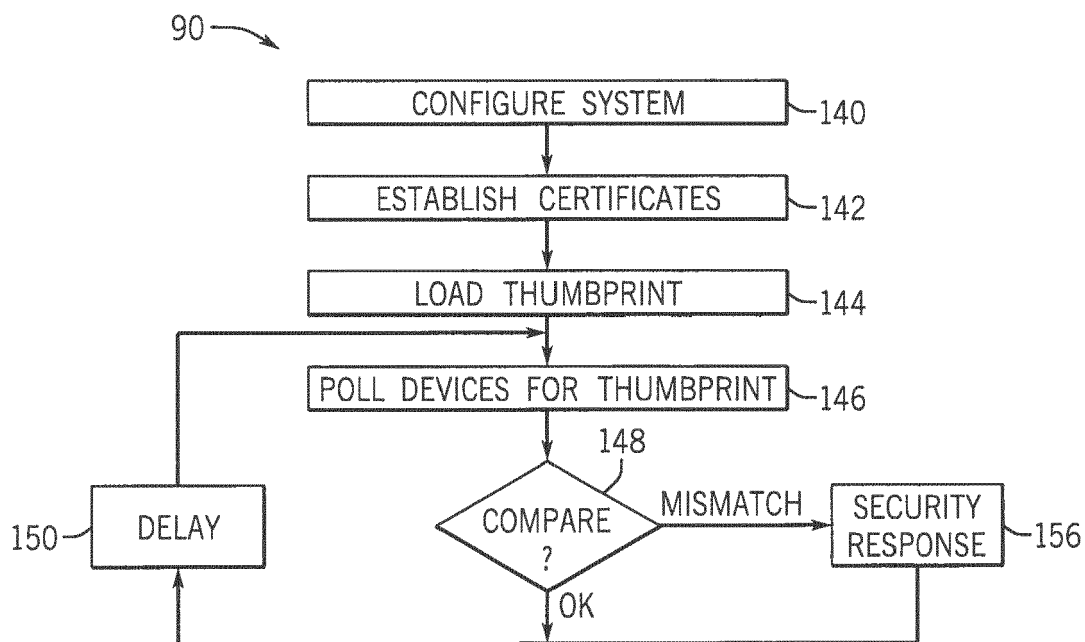 90
CONFIGURE SYSTEM
140
ESTABLISH CERTIFICATES
142
LOAD THUMBPRINT
144
POLL DEVICES FOR THUMBPRINT
146
148
COMPARE
?
MISMATCH
SECURITY
RESPONSE
156
150
DELAY
OK